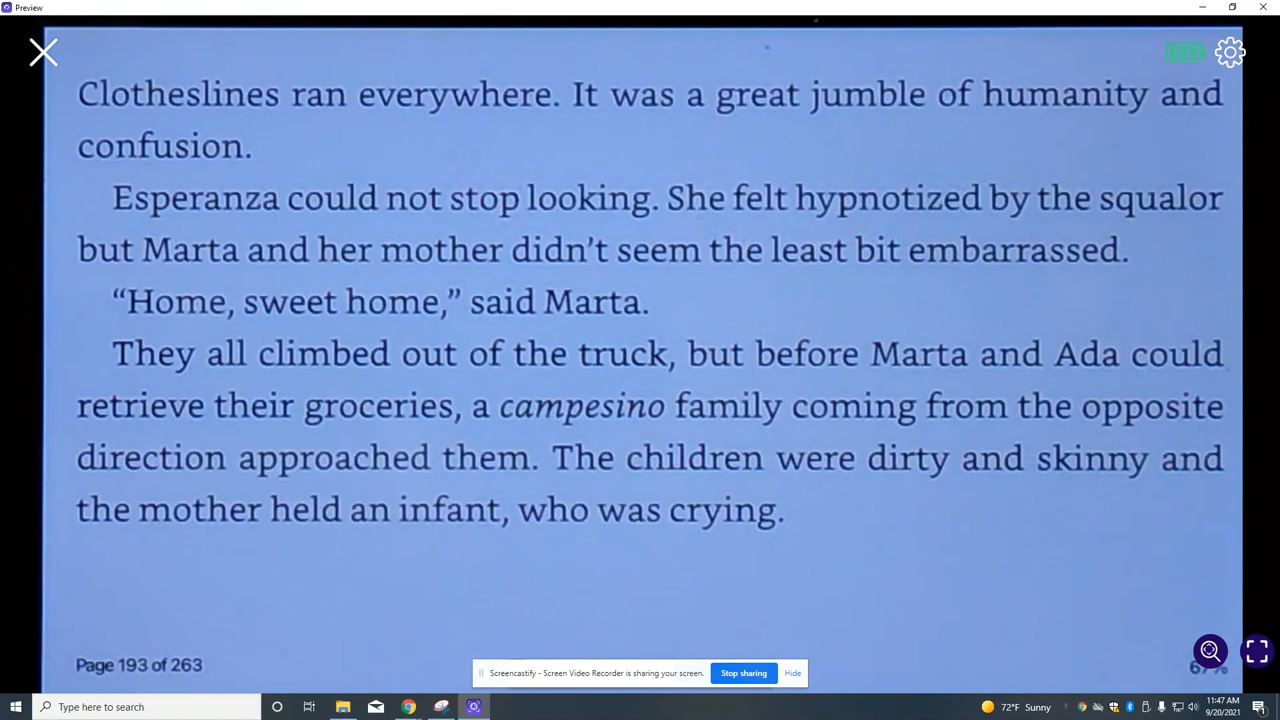 Preview
Clotheslines ran everywhere. It was a great jumble of humanity and
confusion.
Esperanza could not stop looking. She felt hypnotized by the squalor
but Marta and her mother didn’t seem the least bit embarrassed.
“Home, sweet home,” said Marta.
They all climbed out of the truck, but before Marta and Ada could
retrieve their groceries, a campesino family coming from the opposite
direction approached them. The children were dirty and skinny and
the mother held an infant, who was crying.
Page 193 of 263
67%
Screencastify - Screen Video Recorder is sharing your screen.
Stop sharing
Hide
Type here to search
72°F Sunny
11:47 AM
9/20/2021